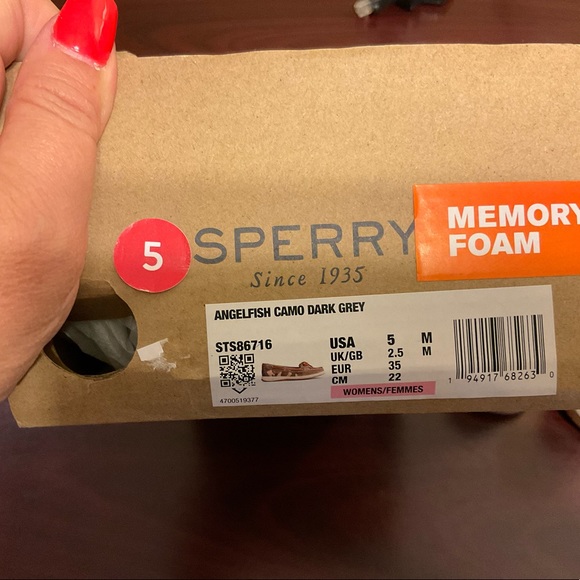 5
SPERRY
Since 1935
MEMORY
FOAM
ANGELFISH CAMO DARK GREY
STS86716
USA 5 M
UK/GB 2.5 M
EUR 35
CM 22
WOMENS/FEMMES
4700519377
1 94917 68263 0